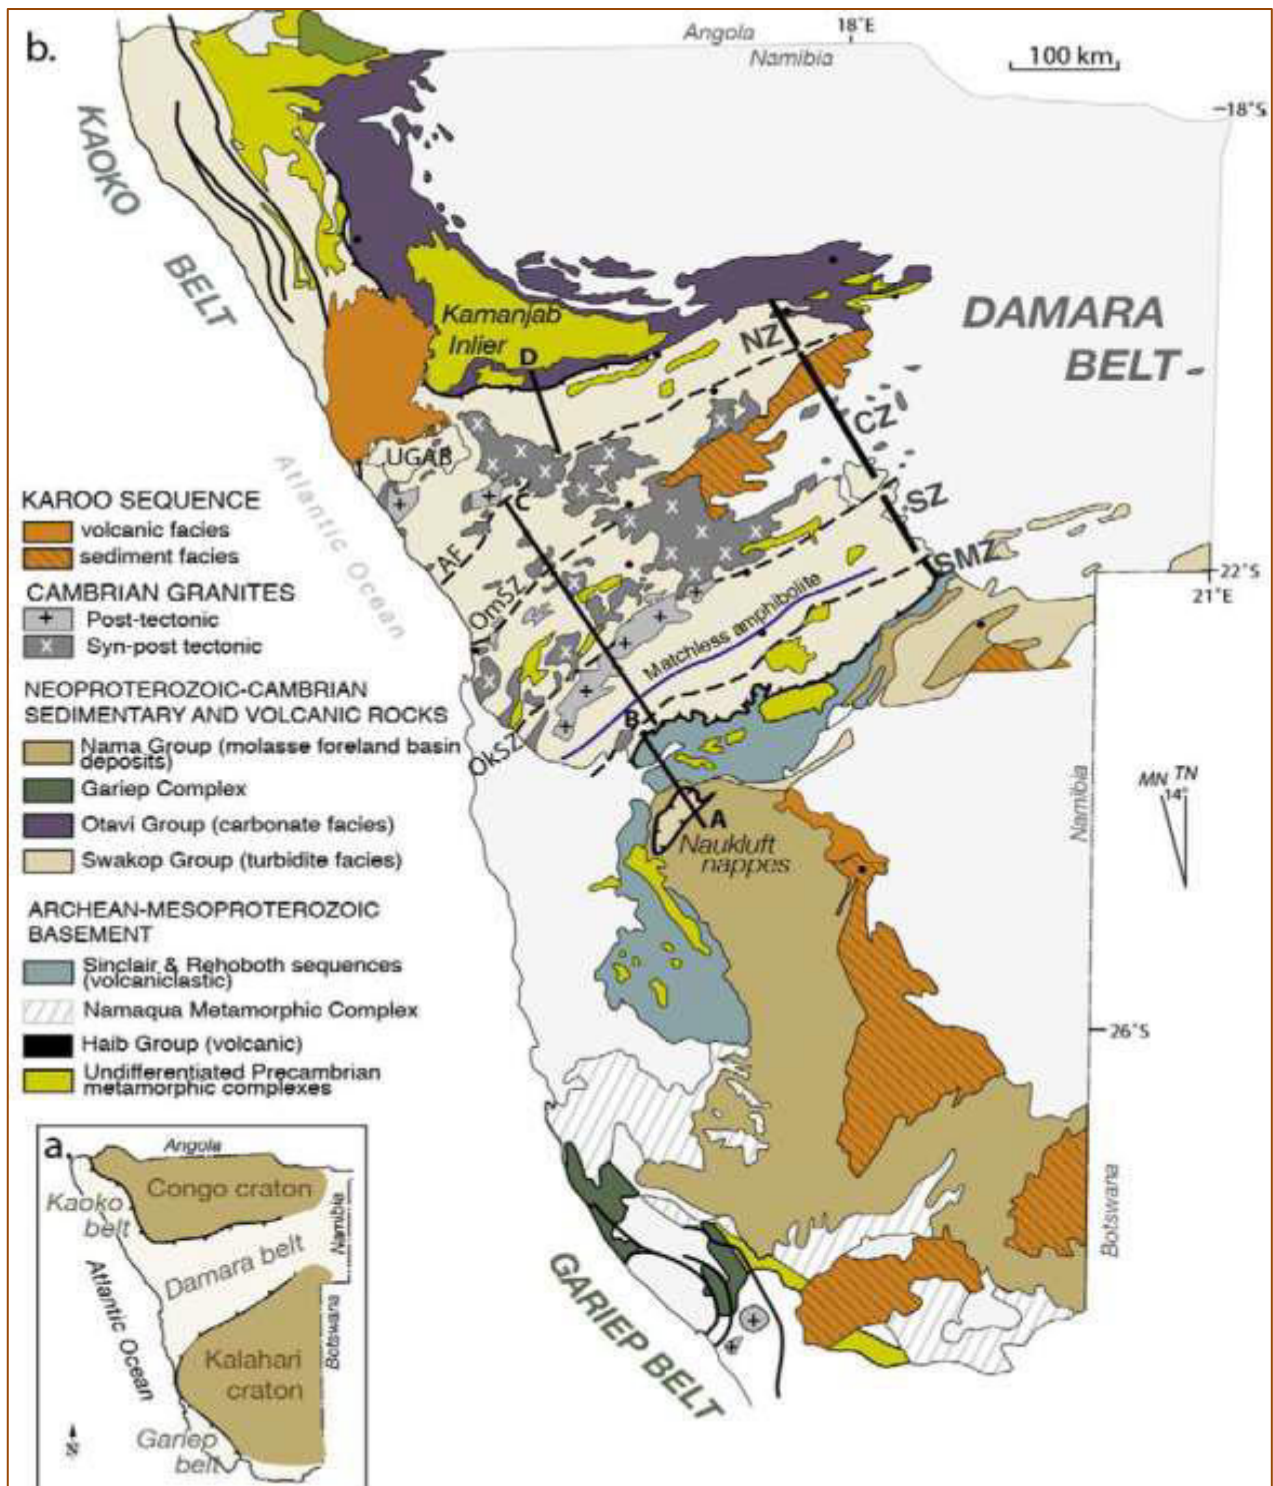 b.
Angola
18°E
Namibia
100 km
18°S
KAOKO
BELT
Kamanjab
Inlier
D
NZ
DAMARA
BELT
CZ
UGAB
C
SZ
Atlantic Ocean
AF
SMZ
22°S
21°E
OmSZ
Matchless amphibolite
B
OkSZ
KAROO SEQUENCE
volcanic facies
sediment facies
CAMBRIAN GRANITES
+ Post-tectonic
x Syn-post tectonic
NEOPROTEROZOIC-CAMBRIAN
SEDIMENTARY AND VOLCANIC ROCKS
Nama Group (molasse foreland basin
deposits)
Gariep Complex
Otavi Group (carbonate facies)
Swakop Group (turbidite facies)
ARCHEAN-MESOPROTEROZOIC
BASEMENT
Sinclair & Rehoboth sequences
(volcaniclastic)
Namaqua Metamorphic Complex
Haib Group (volcanic)
Undifferentiated Precambrian
metamorphic complexes
A
Naukluft
nappes
Namibia
MN TN
14°
26°S
Botswana
GARIEP BELT
a.
Angola
Congo craton
Kaoko
belt
Namibia
Damara belt
Atlantic Ocean
Botswana
Kalahari
craton
Gariep
belt
N